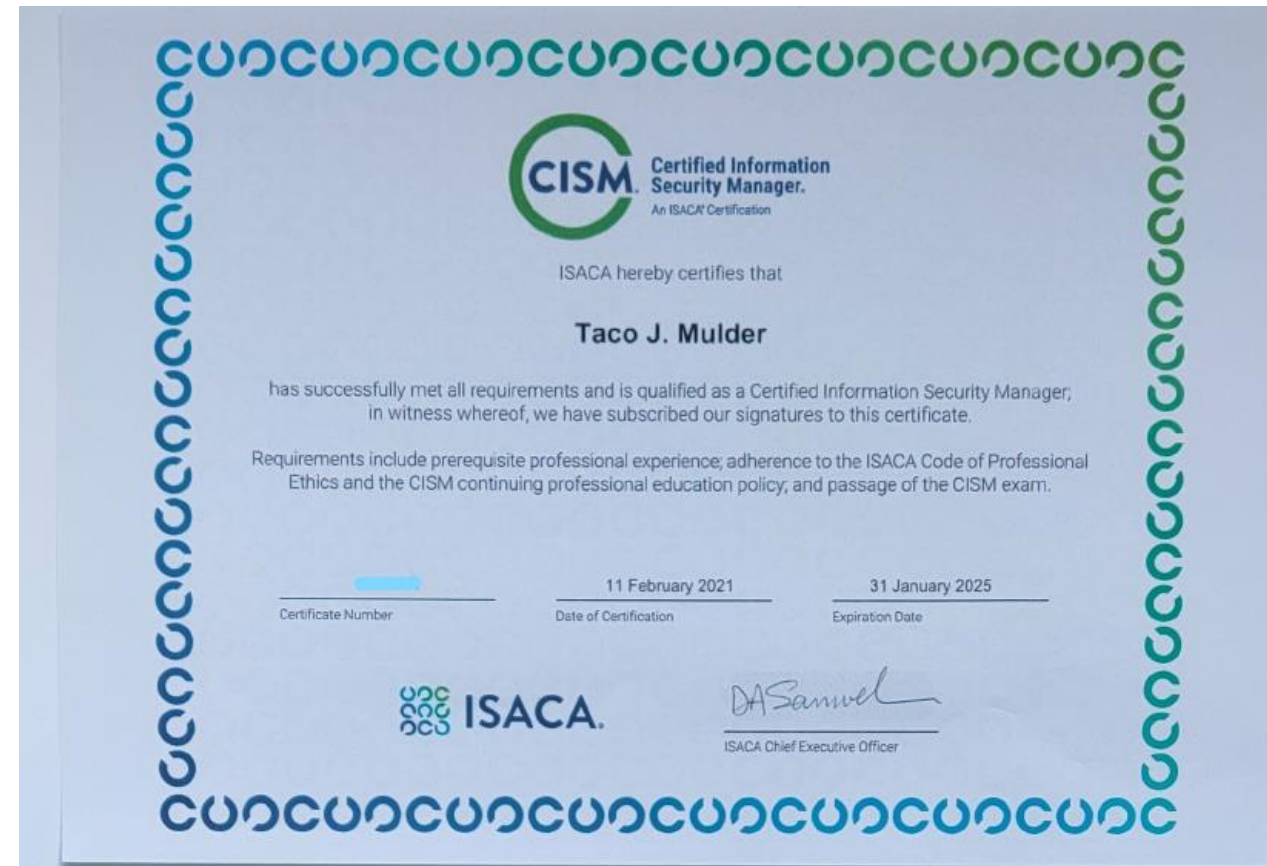 CISM.
Certified Information
Security Manager.
An ISACA® Certification
ISACA hereby certifies that
Taco J. Mulder
has successfully met all requirements and is qualified as a Certified Information Security Manager;
in witness whereof, we have subscribed our signatures to this certificate.
Requirements include prerequisite professional experience; adherence to the ISACA Code of Professional
Ethics and the CISM continuing professional education policy; and passage of the CISM exam.
11 February 2021
31 January 2025
Certificate Number
Date of Certification
Expiration Date
ISACA.
DASamuel
ISACA Chief Executive Officer